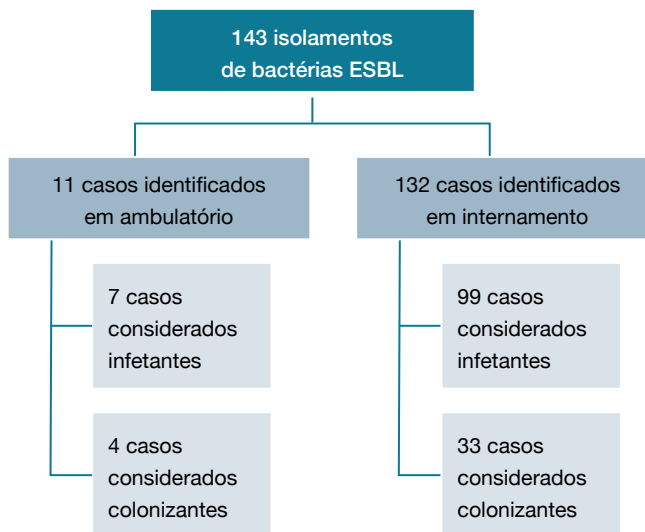 143 isolamentos
de bactérias ESBL
11 casos identificados
em ambulatório
132 casos identificados
em internamento
7 casos
considerados
infetantes
99 casos
considerados
infetantes
4 casos
considerados
colonizantes
33 casos
considerados
colonizantes